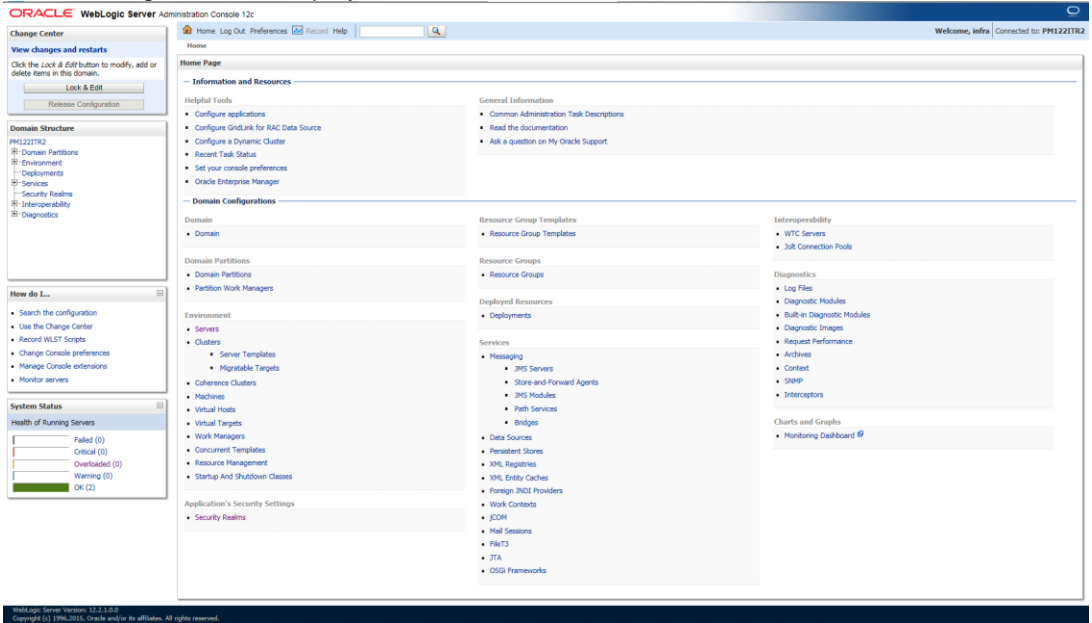 ORACLE WebLogic Server Administration Console 12c
Change Center
View changes and restarts
Click the Lock & Edit button to modify, add or
delete items in this domain.
Lock & Edit
Release Configuration
Domain Structure
PM122ITR2
Domain Partitions
Environment
Deployments
Services
Security Realms
Interoperability
Diagnostics
How do I...
Search the configuration
Use the Change Center
Record WLST Scripts
Change Console preferences
Manage Console extensions
Monitor servers
System Status
Health of Running Servers
Failed (0)
Critical (0)
Overloaded (0)
Warning (0)
OK (2)
Home Log Out Preferences Record Help
Welcome, infra Connected to: PM122ITR2
Home
Home Page
Information and Resources
Helpful Tools
Configure applications
Configure GridLink for RAC Data Source
Configure a Dynamic Cluster
Recent Task Status
Set your console preferences
Oracle Enterprise Manager
General Information
Common Administration Task Descriptions
Read the documentation
Ask a question on My Oracle Support
Domain Configurations
Domain
Domain
Domain Partitions
Domain Partitions
Partition Work Managers
Environment
Servers
Clusters
Server Templates
Migratable Targets
Coherence Clusters
Machines
Virtual Hosts
Virtual Targets
Work Managers
Concurrent Templates
Resource Management
Startup And Shutdown Classes
Application's Security Settings
Security Realms
Resource Group Templates
Resource Group Templates
Resource Groups
Resource Groups
Deployed Resources
Deployments
Services
Messaging
JMS Servers
Store-and-Forward Agents
JMS Modules
Path Services
Bridges
Data Sources
Persistent Stores
XML Registries
XML Entity Caches
Foreign JNDI Providers
Work Contexts
jCOM
Mail Sessions
FileT3
JTA
OSGi Frameworks
Interoperability
WTC Servers
Jolt Connection Pools
Diagnostics
Log Files
Diagnostic Modules
Built-in Diagnostic Modules
Diagnostic Images
Request Performance
Archives
Context
SNMP
Interceptors
Charts and Graphs
Monitoring Dashboard
WebLogic Server Version: 12.2.1.0.0
Copyright (c) 1996,2015, Oracle and/or its affiliates. All rights reserved.